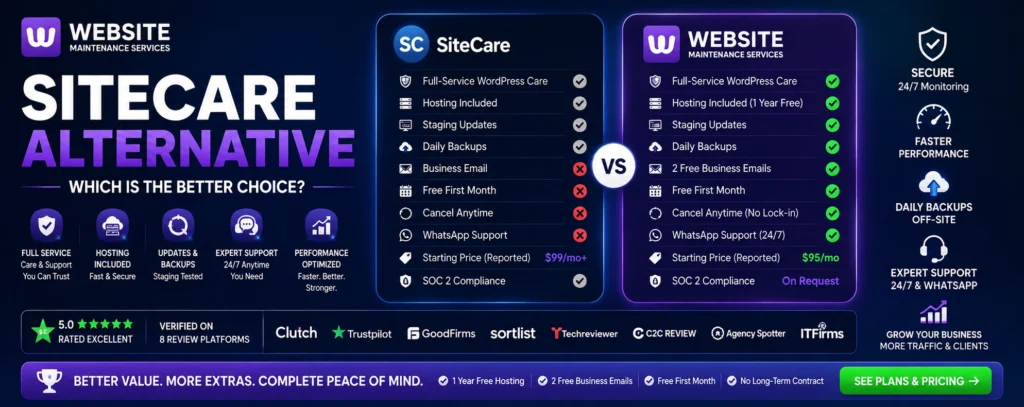 W WEBSITE
MAINTENANCE SERVICES
SITECARE
ALTERNATIVE
WHICH IS THE BETTER CHOICE?
FULL SERVICE
Care & Support
You Can Trust
HOSTING
INCLUDED
Fast & Secure
UPDATES &
BACKUPS
Staging Tested
EXPERT SUPPORT
24/7 Anytime
You Need
PERFORMANCE
OPTIMIZED
Faster. Better.
Stronger.
SC SiteCare
Full-Service WordPress Care
Hosting Included
Staging Updates
Daily Backups
Business Email
Free First Month
Cancel Anytime
WhatsApp Support
Starting Price (Reported) $99/mo+
SOC 2 Compliance
VS
W WEBSITE
MAINTENANCE SERVICES
Full-Service WordPress Care
Hosting Included (1 Year Free)
Staging Updates
Daily Backups
2 Free Business Emails
Free First Month
Cancel Anytime (No Lock-in)
WhatsApp Support (24/7)
Starting Price (Reported) $95/mo
SOC 2 Compliance On Request
SECURE
24/7 Monitoring
FASTER
PERFORMANCE
DAILY BACKUPS
OFF-SITE
EXPERT SUPPORT
24/7 & WHATSAPP
GROW YOUR BUSINESS
MORE TRAFFIC & CLIENTS
5.0
RATED EXCELLENT
VERIFIED ON
8 REVIEW PLATFORMS
Clutch
Trustpilot
GoodFirms
sortlist
Techreviewer
C2C REVIEW
Agency Spotter
ITFirms
BETTER VALUE. MORE EXTRAS. COMPLETE PEACE OF MIND.
1 Year Free Hosting
2 Free Business Emails
Free First Month
No Long-Term Contract
SEE PLANS & PRICING →